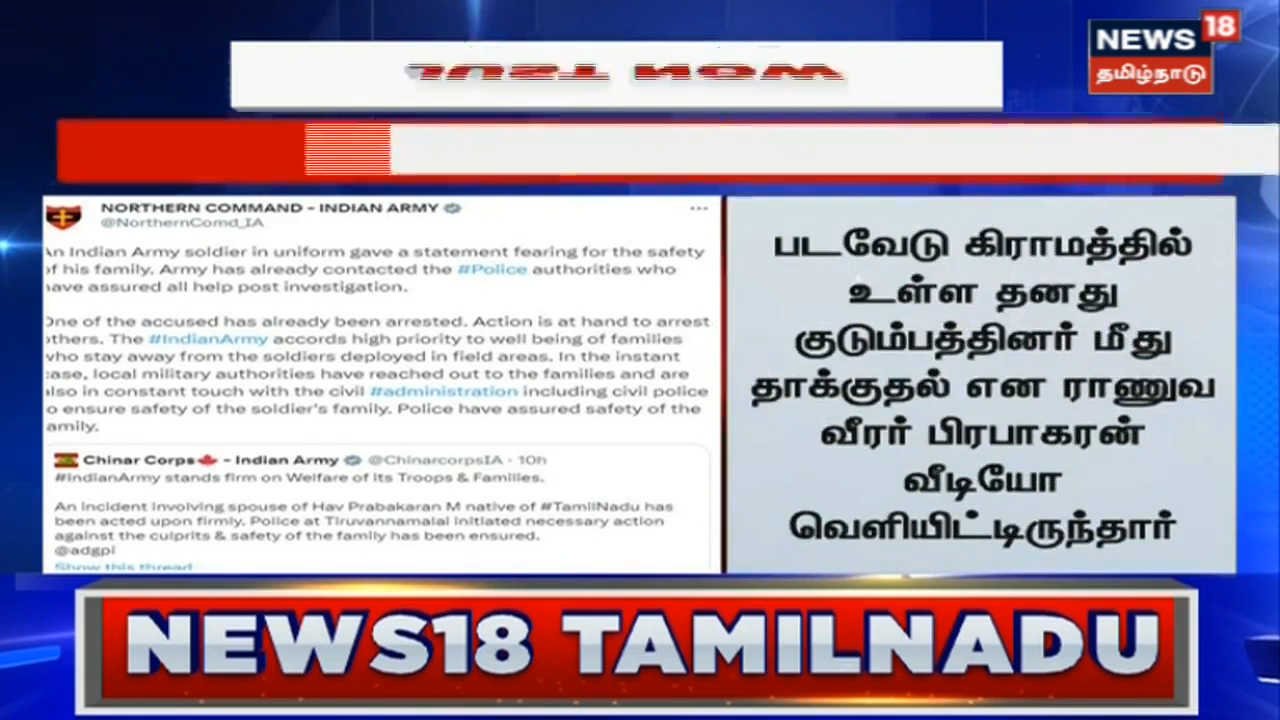 NEWS 18
தமிழ்நாடு
NORTHERN COMMAND - INDIAN ARMY
@NorthernComd_IA
An Indian Army soldier in uniform gave a statement fearing for the safety
of his family. Army has already contacted the #Police authorities who
have assured all help post investigation.
One of the accused has already been arrested. Action is at hand to arrest
others. The #IndianArmy accords high priority to well being of families
who stay away from the soldiers deployed in field areas. In the instant
case, local military authorities have reached out to the families and are
also in constant touch with the civil #administration including civil police
to ensure safety of the soldier's family. Police have assured safety of the
family.
Chinar Corps🍁 - Indian Army @ChinarcorpsIA · 10h
#IndianArmy stands firm on Welfare of its Troops & Families.
An incident involving spouse of Hav Prabakaran M native of #TamilNadu has
been acted upon firmly. Police at Tiruvannamalai initiated necessary action
against the culprits & safety of the family has been ensured.
@adgpi
Show this thread
படவேடு கிராமத்தில்
உள்ள தனது
குடும்பத்தினர் மீது
தாக்குதல் என ராணுவ
வீரர் பிரபாகரன்
வீடியோ
வெளியிட்டிருந்தார்
NEWS18 TAMILNADU